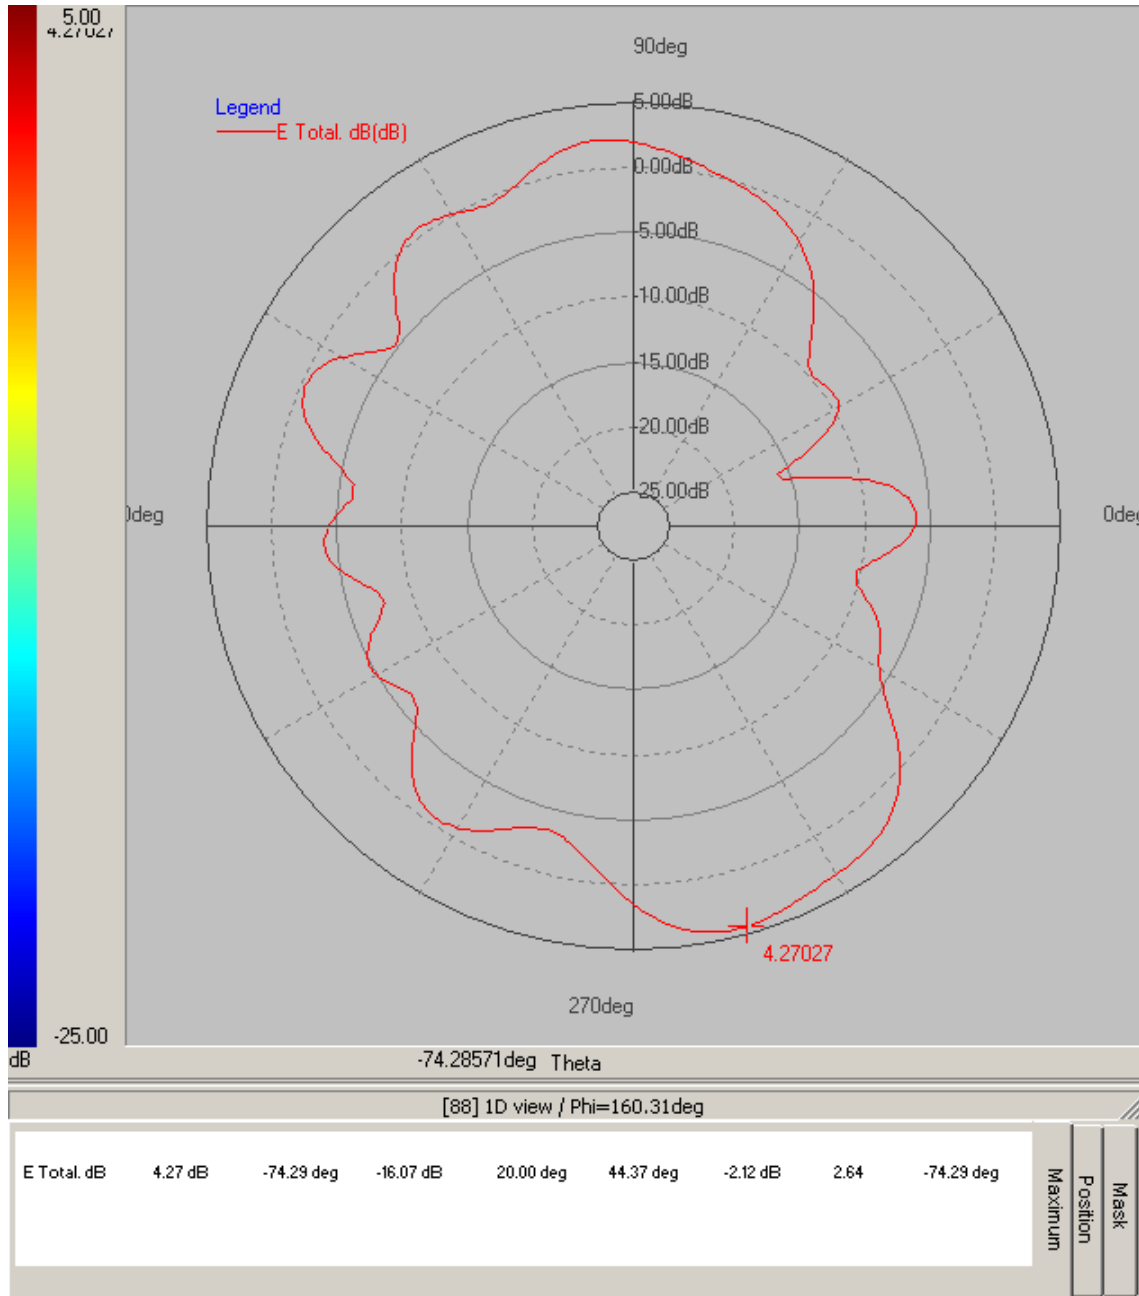 5.00
4.27027
90deg
Legend
E Total. dB(dB)
5.00dB
0.00dB
-5.00dB
-10.00dB
-15.00dB
-20.00dB
-25.00dB
0deg
0deg
4.27027
270deg
-25.00
dB
-74.28571deg Theta
[88] 1D view / Phi=160.31deg
E Total. dB 4.27 dB -74.29 deg -16.07 dB 20.00 deg 44.37 deg -2.12 dB 2.64 -74.29 deg
Maximum
Position
Mask